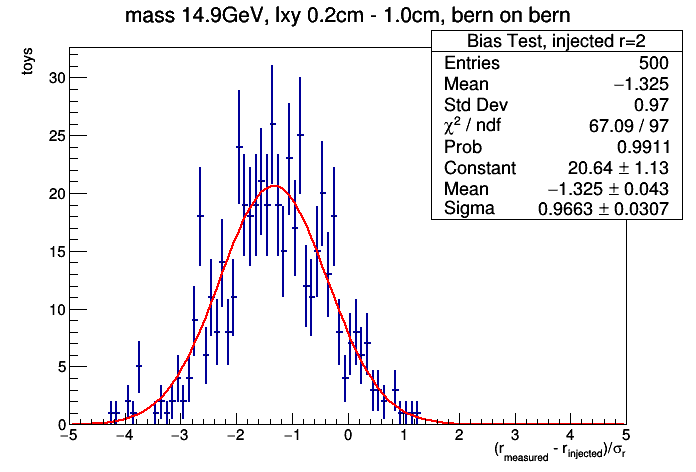 mass 14.9GeV, lxy 0.2cm - 1.0cm, bern on bern
Bias Test, injected r=2
Entries 500
Mean −1.325
Std Dev 0.97
χ² / ndf 67.09 / 97
Prob 0.9911
Constant 20.64 ± 1.13
Mean −1.325 ± 0.043
Sigma 0.9663 ± 0.0307
toys
30
25
20
15
10
5
0
−5 −4 −3 −2 −1 0 1 2 3 4 5
(r_measured - r_injected)/σ_r